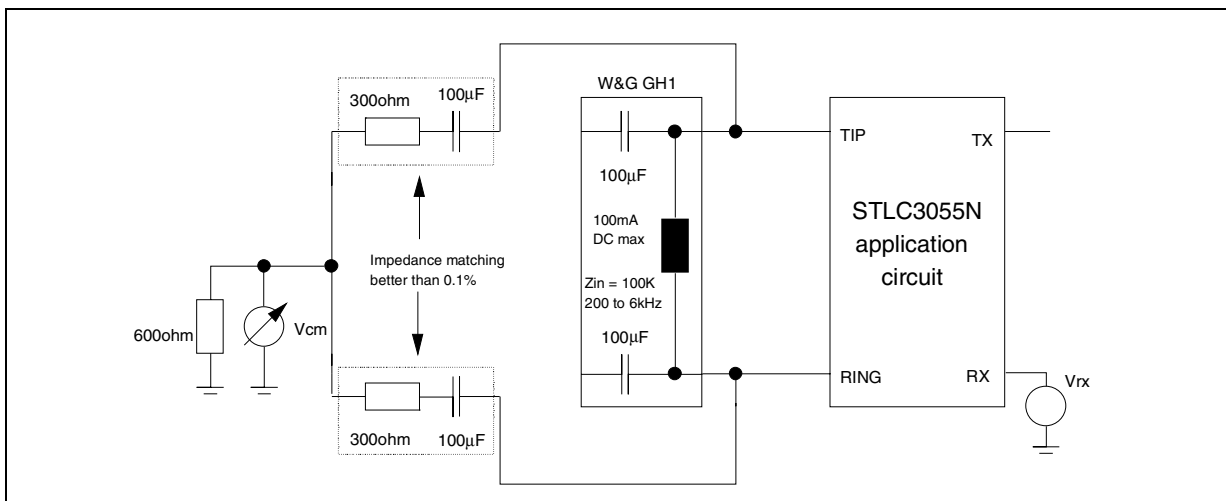 W&G GH1
300ohm
100µF
TIP
TX
100µF
STLC3055N
application
circuit
100mA
DC max
Impedance matching
better than 0.1%
Zin = 100K
200 to 6kHz
600ohm
Vcm
100µF
RING
RX
Vrx
300ohm
100µF